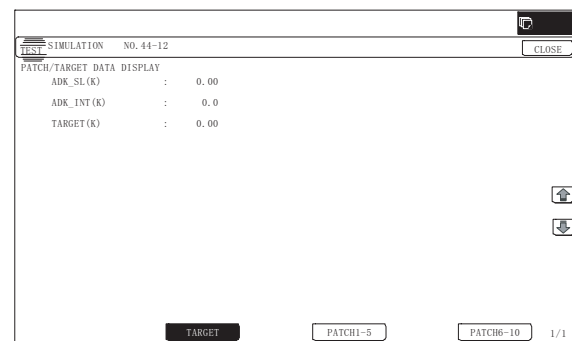 TEST SIMULATION NO. 44-12 CLOSE
PATCH/TARGET DATA DISPLAY
ADK_SL(K) : 0.00
ADK_INT(K) : 0.0
TARGET(K) : 0.00
TARGET PATCH1-5 PATCH6-10 1/1